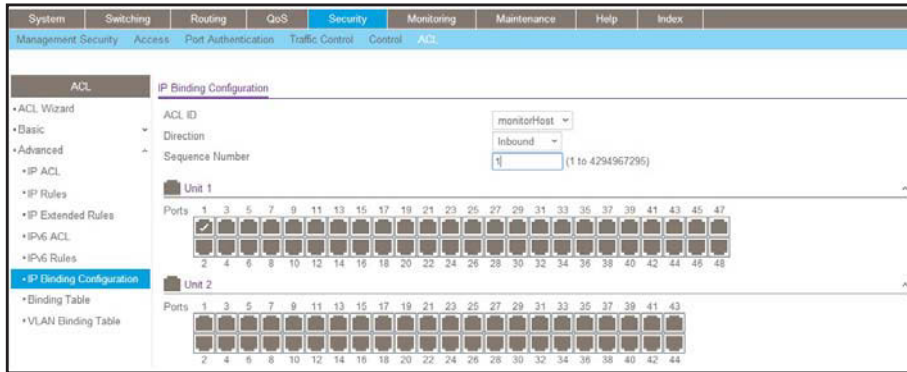 System Switching Routing QoS Security Monitoring Maintenance Help Index
Management Security Access Port Authentication Traffic Control Control ACL
ACL
• ACL Wizard
• Basic
• Advanced
• IP ACL
• IP Rules
• IP Extended Rules
• IPv6 ACL
• IPv6 Rules
• IP Binding Configuration
• Binding Table
• VLAN Binding Table
IP Binding Configuration
ACL ID monitorHost
Direction Inbound
Sequence Number 1 (1 to 4294967295)
Unit 1
Ports 1 3 5 7 9 11 13 15 17 19 21 23 25 27 29 31 33 35 37 39 41 43 45 47
2 4 6 8 10 12 14 16 18 20 22 24 26 28 30 32 34 36 38 40 42 44 46 48
Unit 2
Ports 1 3 5 7 9 11 13 15 17 19 21 23 25 27 29 31 33 35 37 39 41 43
2 4 6 8 10 12 14 16 18 20 22 24 26 28 30 32 34 36 38 40 42 44